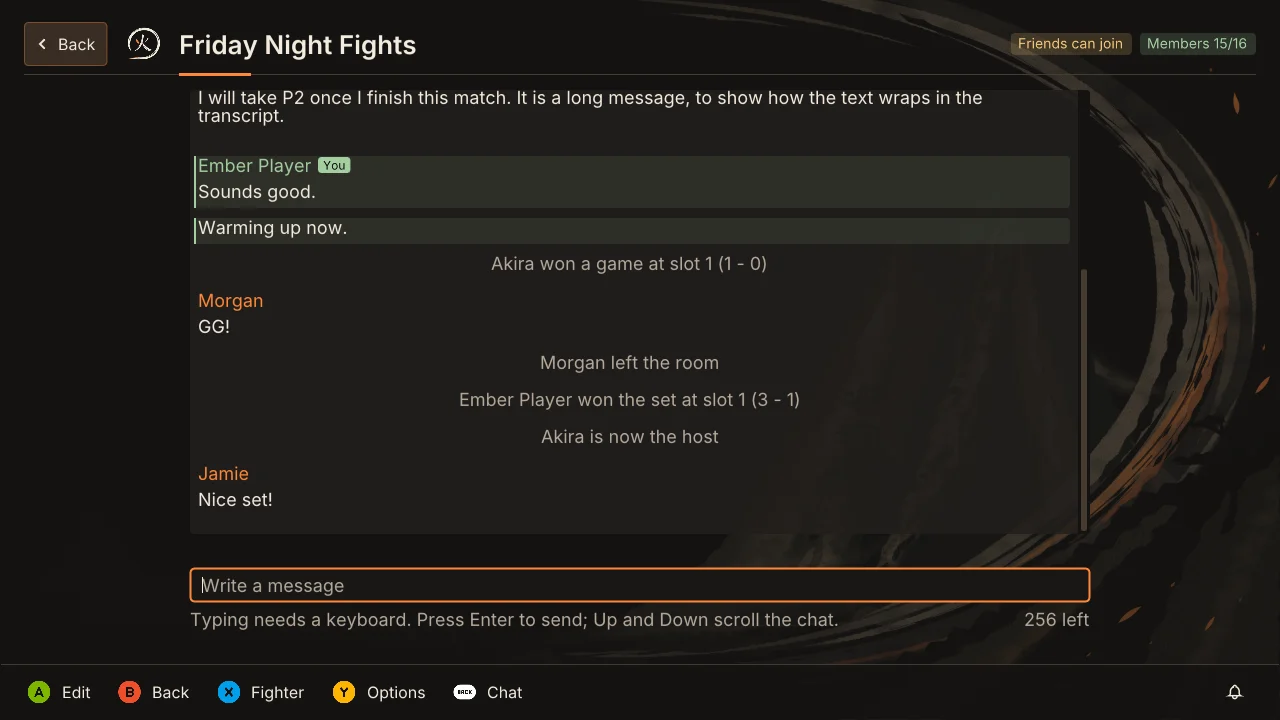 Back
火
Friday Night Fights
Friends can join
Members 15/16
I will take P2 once I finish this match. It is a long message, to show how the text wraps in the
transcript.
Ember Player You
Sounds good.
Warming up now.
Akira won a game at slot 1 (1 - 0)
Morgan
GG!
Morgan left the room
Ember Player won the set at slot 1 (3 - 1)
Akira is now the host
Jamie
Nice set!
Write a message
Typing needs a keyboard. Press Enter to send; Up and Down scroll the chat.
256 left
A Edit
B Back
X Fighter
Y Options
BACK Chat